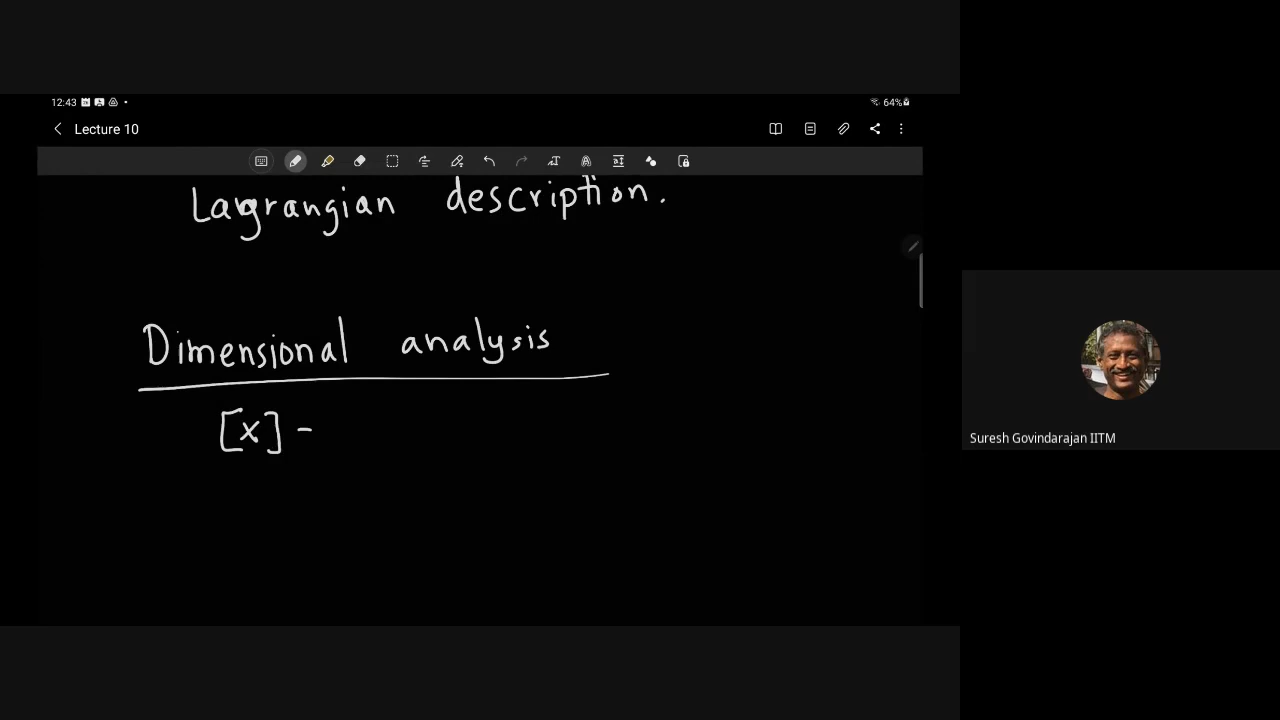 12:43
64%
Lecture 10
Lagrangian description.
Dimensional analysis
[x] -
Suresh Govindarajan IITM